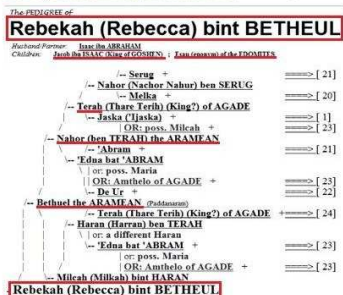 The PEDIGREE of
Rebekah (Rebecca) bint BETHEUL
Husband/Partner: Isaac ibn ABRAHAM
Children: Jacob ibn ISAAC (King of GOSHEN) ; Tsan (eponym) of the EDOMITES
/-- Serug + ====> [ 21]
/-- Nahor (Nachor Nahur) ben SERUG
/ \-- Melka + ====> [ 20]
/-- Terah (Thare Terih) (King?) of AGADE
/ \-- Jaska ('Ijaska) + ====> [ 1]
/ | OR: poss. Milcah + ====> [ 23]
/-- Nahor (ben TERAH) the ARAMEAN
| \ /-- 'Abram + ====> [ 21]
| \-- 'Edna bat 'ABRAM
| \ | or: poss. Maria
| | | OR: Amthelo of AGADE + ====> [ 23]
/ \-- De Ur + ====> [ 22]
/-- Bethuel the ARAMEAN (Paddanaram)
| \ /-- Terah (Thare Terih) (King?) of AGADE + ====> [ 24]
| | /-- Haran (Harran) ben TERAH
| | / | or: a different Haran
| | / \-- 'Edna bat 'ABRAM + ====> [ 23]
| | / | or: poss. Maria
| | / | OR: Amthelo of AGADE + ====> [ 23]
/ \-- Milcah (Milkah) bint HARAN
Rebekah (Rebecca) bint BETHEUL